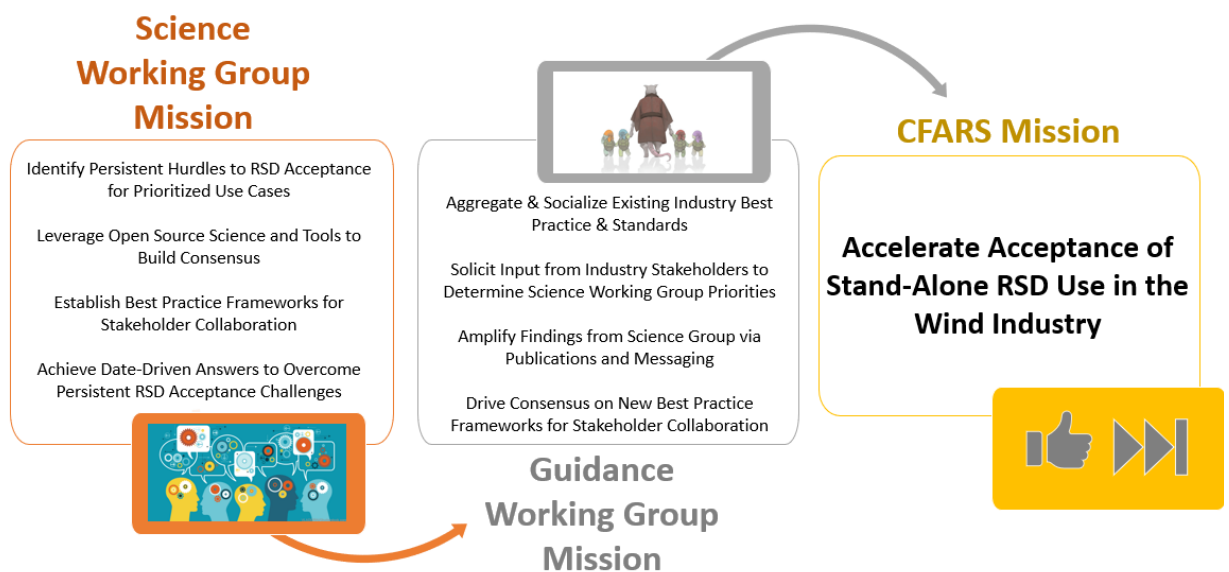 Science
Working Group
Mission
Identify Persistent Hurdles to RSD Acceptance
for Prioritized Use Cases
Leverage Open Source Science and Tools to
Build Consensus
Establish Best Practice Frameworks for
Stakeholder Collaboration
Achieve Date-Driven Answers to Overcome
Persistent RSD Acceptance Challenges
Aggregate & Socialize Existing Industry Best
Practice & Standards
Solicit Input from Industry Stakeholders to
Determine Science Working Group Priorities
Amplify Findings from Science Group via
Publications and Messaging
Drive Consensus on New Best Practice
Frameworks for Stakeholder Collaboration
Guidance
Working Group
Mission
CFARS Mission
Accelerate Acceptance of
Stand-Alone RSD Use in the
Wind Industry